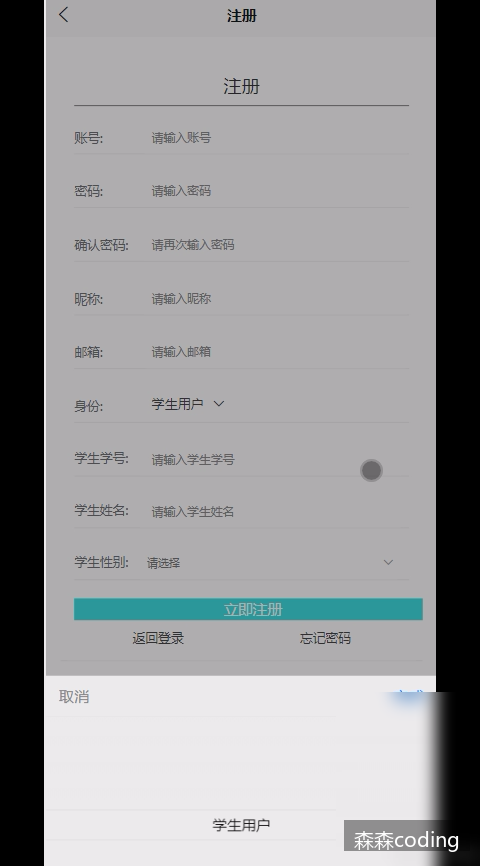 注册
注册
账号: 请输入账号
密码: 请输入密码
确认密码: 请再次输入密码
昵称: 请输入昵称
邮箱: 请输入邮箱
身份: 学生用户
学生学号: 请输入学生学号
学生姓名: 请输入学生姓名
学生性别: 请选择
立即注册
返回登录 忘记密码
取消
学生用户
森森coding